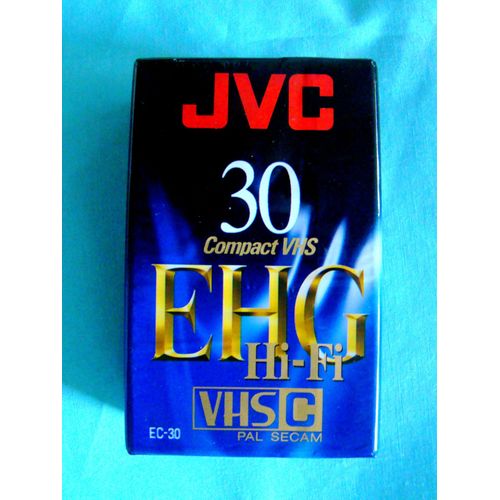 JVC
30
Compact VHS
EHG
Hi-Fi
VHS C
EC-30
PAL SECAM